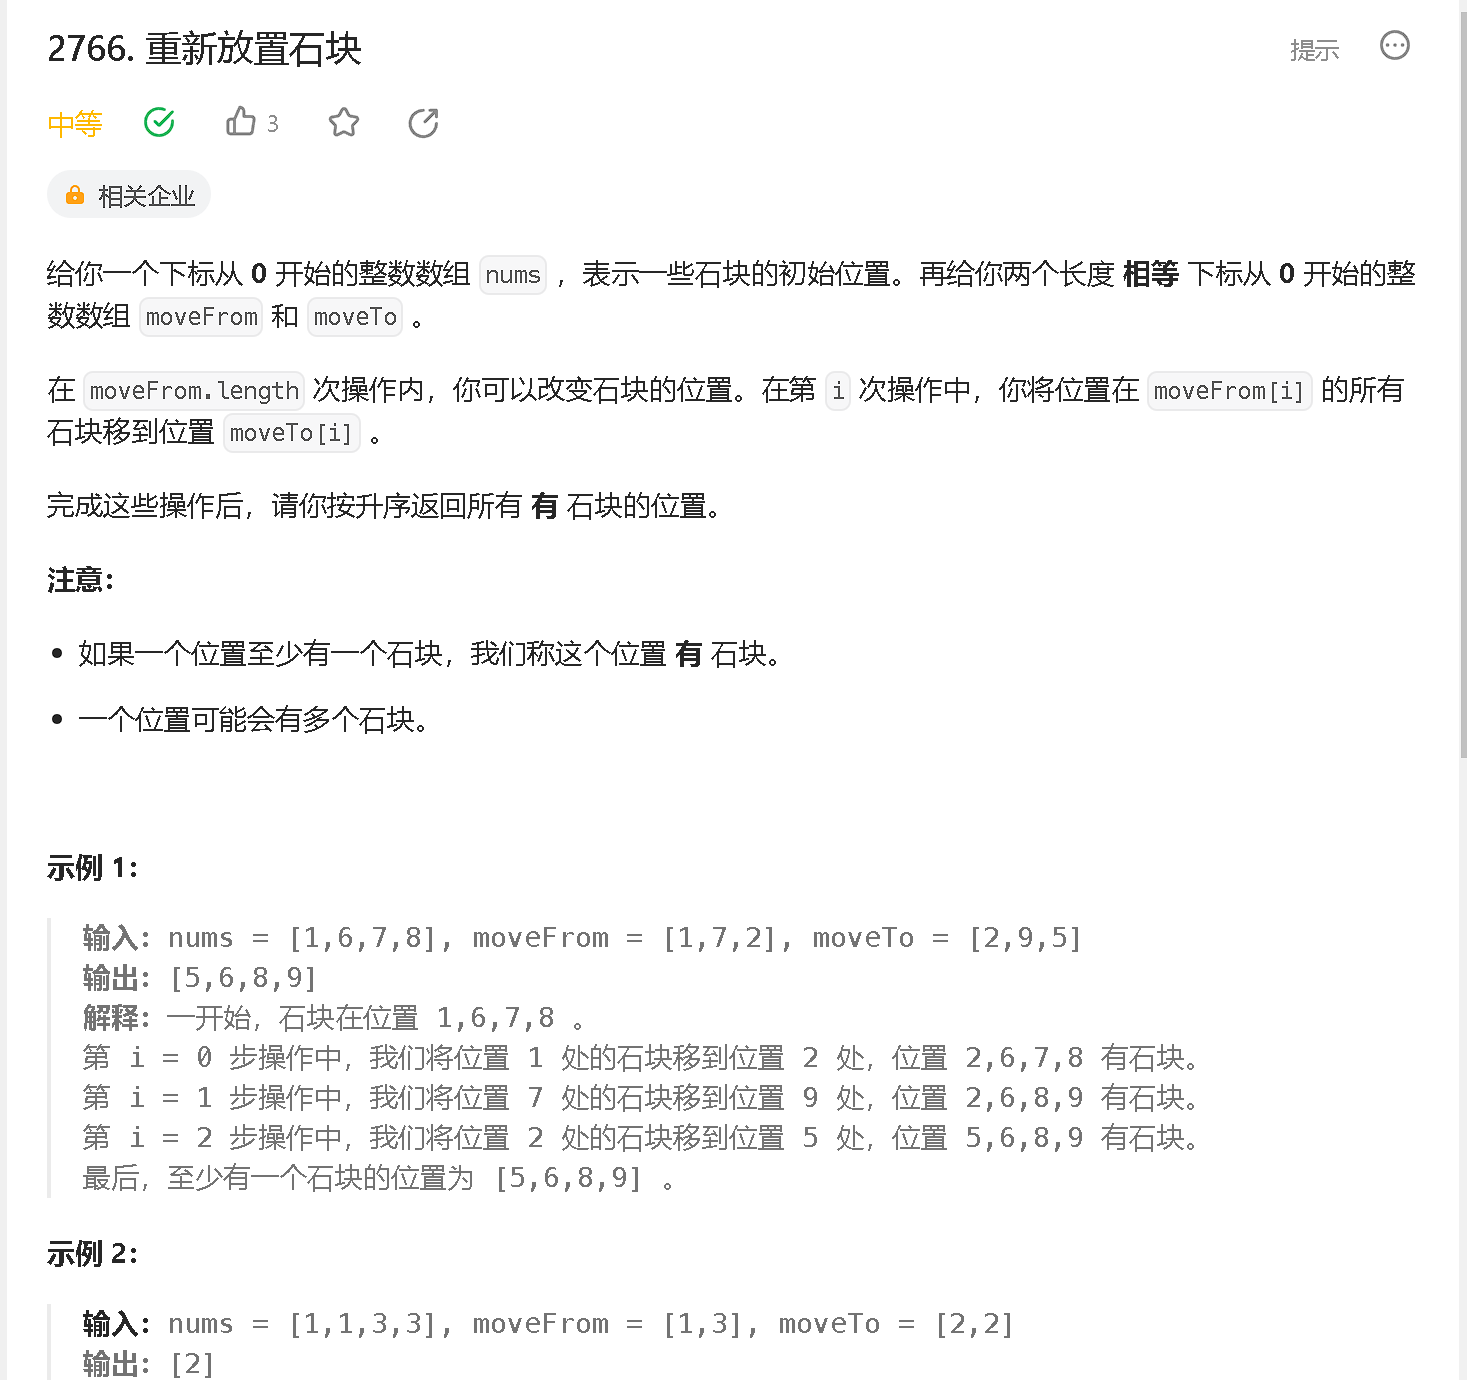 2766. 重新放置石块
提示
中等
3
相关企业
给你一个下标从 0 开始的整数数组 nums ，表示一些石块的初始位置。再给你两个长度 相等 下标从 0 开始的整
数数组 moveFrom 和 moveTo 。
在 moveFrom.length 次操作内，你可以改变石块的位置。在第 i 次操作中，你将位置在 moveFrom[i] 的所有
石块移到位置 moveTo[i] 。
完成这些操作后，请你按升序返回所有 有 石块的位置。
注意：
• 如果一个位置至少有一个石块，我们称这个位置 有 石块。
• 一个位置可能会有多个石块。
示例 1：
输入：nums = [1,6,7,8], moveFrom = [1,7,2], moveTo = [2,9,5]
输出：[5,6,8,9]
解释：一开始，石块在位置 1,6,7,8 。
第 i = 0 步操作中，我们将位置 1 处的石块移到位置 2 处，位置 2,6,7,8 有石块。
第 i = 1 步操作中，我们将位置 7 处的石块移到位置 9 处，位置 2,6,8,9 有石块。
第 i = 2 步操作中，我们将位置 2 处的石块移到位置 5 处，位置 5,6,8,9 有石块。
最后，至少有一个石块的位置为 [5,6,8,9] 。
示例 2：
输入：nums = [1,1,3,3], moveFrom = [1,3], moveTo = [2,2]
输出：[2]